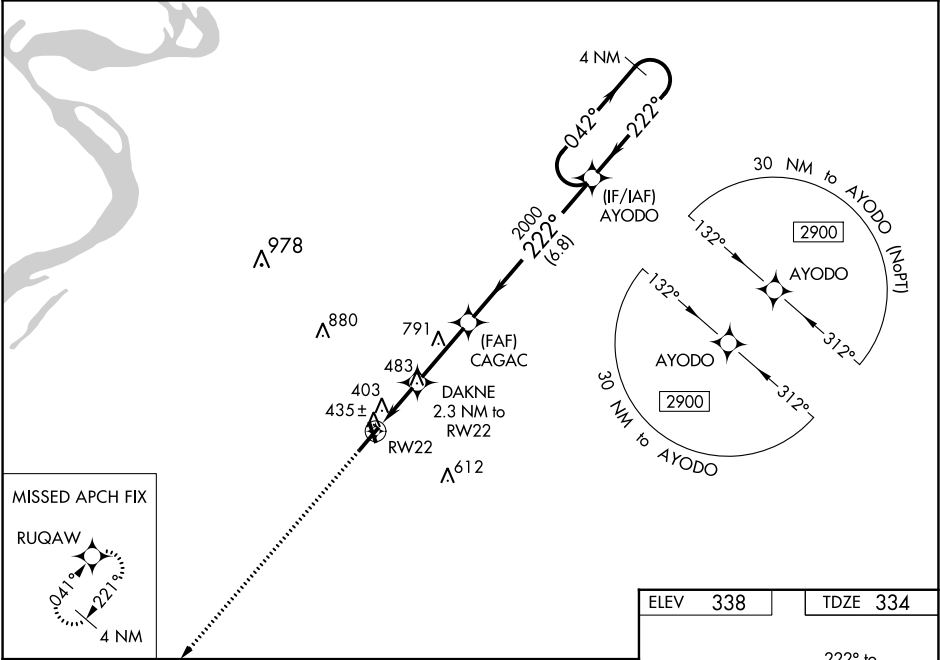 4 NM
042°
222°
(IF/IAF)
AYODO
2000
222°
(6.8)
30 NM to AYODO (NoPT)
132°
2900
AYODO
312°
132°
AYODO
2900
312°
30 NM to AYODO
978
880
791
(FAF)
CAGAC
483
DAKNE
2.3 NM to
RW22
403
435±
RW22
612
MISSED APCH FIX
RUQAW
041°
221°
4 NM
ELEV 338
TDZE 334
222° to